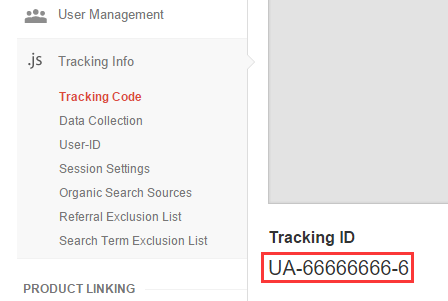 User Management
.js Tracking Info
Tracking Code
Data Collection
User-ID
Session Settings
Organic Search Sources
Referral Exclusion List
Search Term Exclusion List
PRODUCT LINKING
Tracking ID
UA-66666666-6